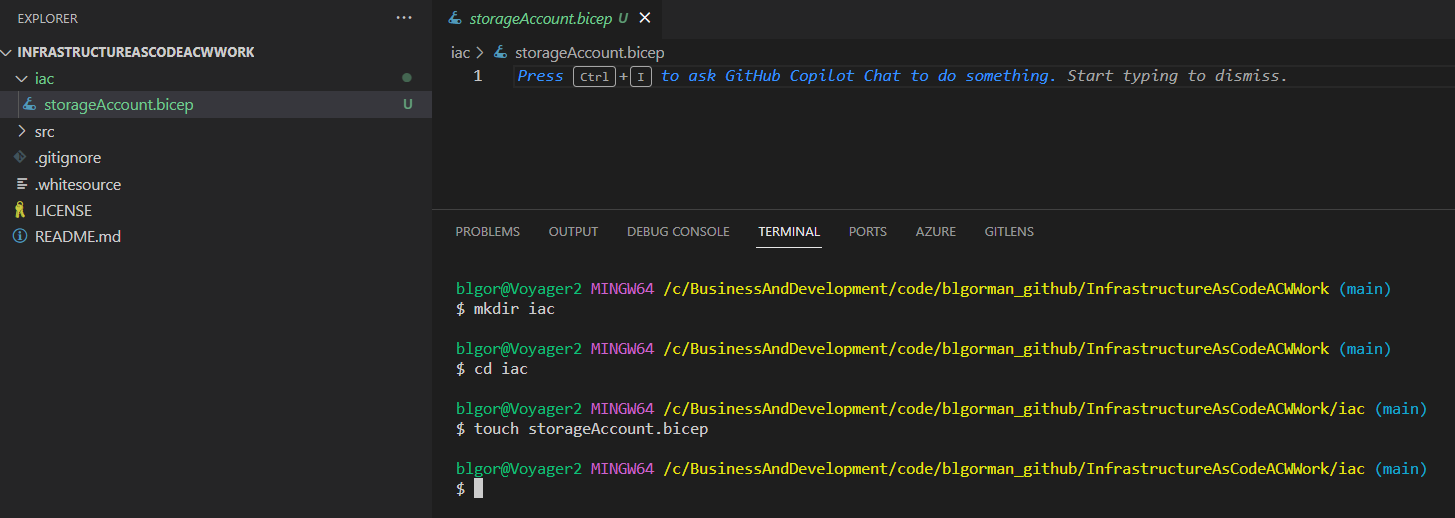 EXPLORER ...
INFRASTRUCTUREASCODEACWWORK
iac
storageAccount.bicep U
src
.gitignore
.whitesource
LICENSE
README.md
storageAccount.bicep U
iac > storageAccount.bicep
1 Press Ctrl+I to ask GitHub Copilot Chat to do something. Start typing to dismiss.
PROBLEMS OUTPUT DEBUG CONSOLE TERMINAL PORTS AZURE GITLENS
blgor@Voyager2 MINGW64 /c/BusinessAndDevelopment/code/blgorman_github/InfrastructureAsCodeACWWork (main)
$ mkdir iac
blgor@Voyager2 MINGW64 /c/BusinessAndDevelopment/code/blgorman_github/InfrastructureAsCodeACWWork (main)
$ cd iac
blgor@Voyager2 MINGW64 /c/BusinessAndDevelopment/code/blgorman_github/InfrastructureAsCodeACWWork/iac (main)
$ touch storageAccount.bicep
blgor@Voyager2 MINGW64 /c/BusinessAndDevelopment/code/blgorman_github/InfrastructureAsCodeACWWork/iac (main)
$